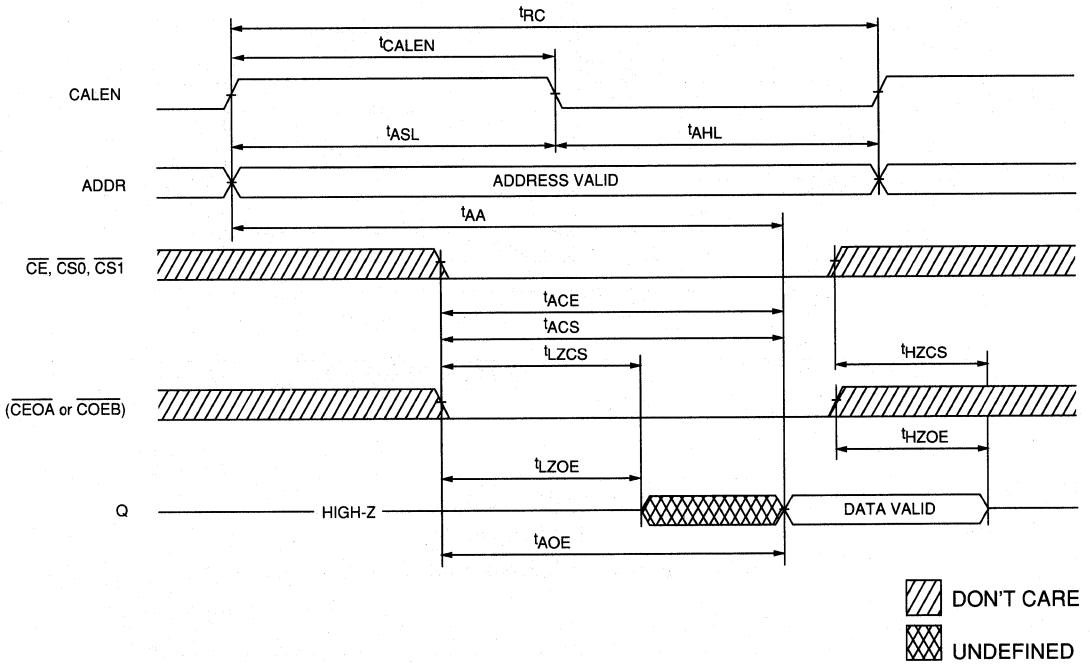 tRC
tCALEN
CALEN
tASL
tAHL
ADDR
ADDRESS VALID
tAA
CE, CS0, CS1
tACE
tACS
tLZCS
tHZCS
(CEOA or COEB)
tHZOE
tLZOE
Q
HIGH-Z
DATA VALID
tAOE
DON'T CARE
UNDEFINED